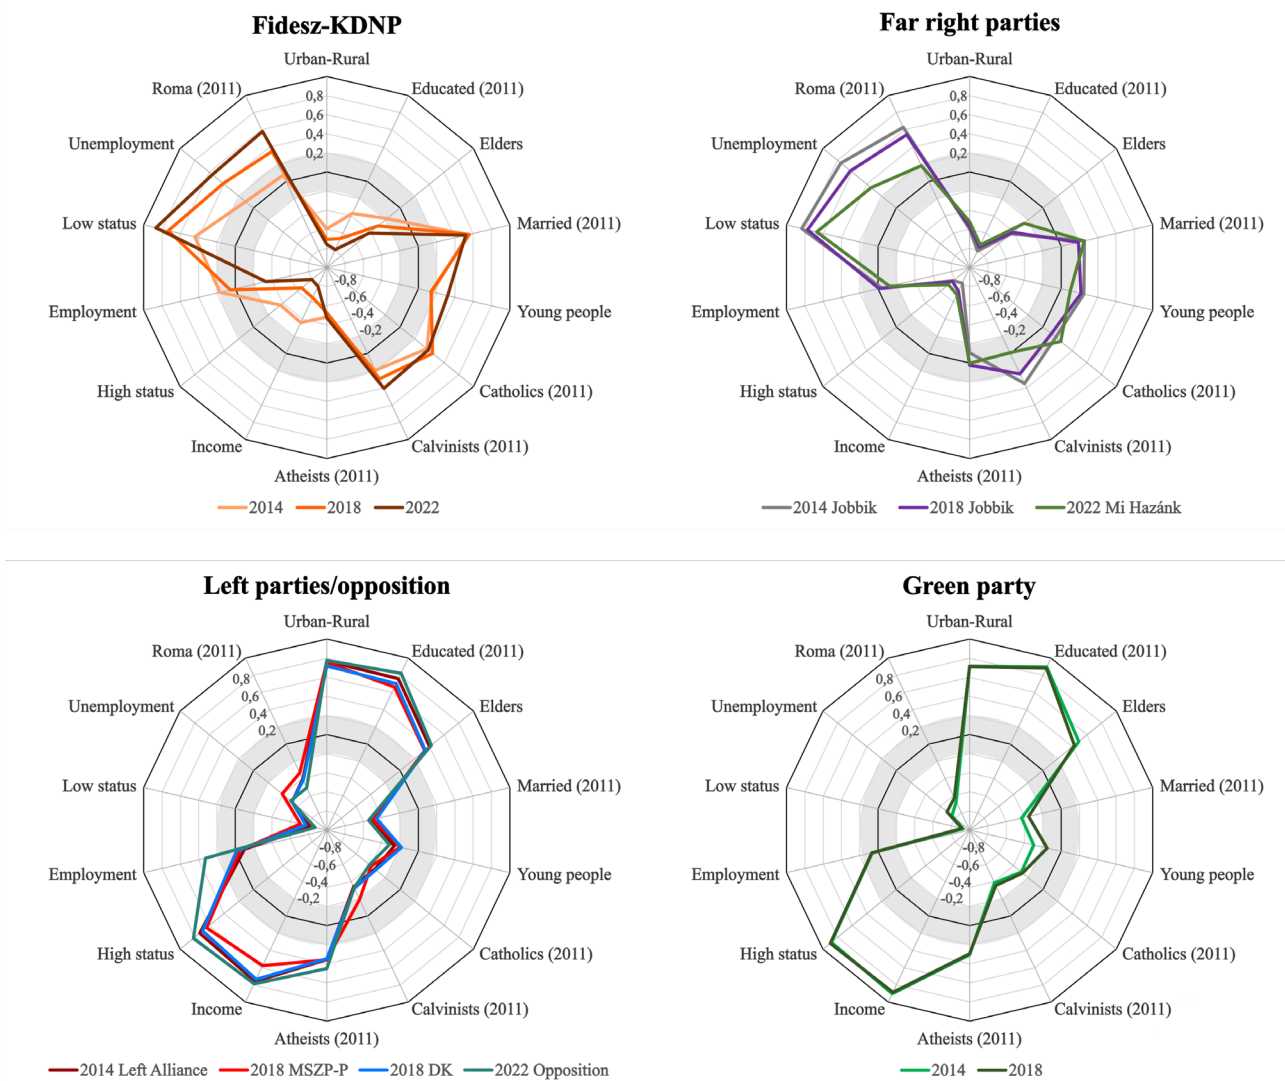 Fidesz-KDNP
Urban-Rural
Roma (2011)
Educated (2011)
0,8
0,6
Unemployment
0,4
Elders
0,2
Low status
Married (2011)
-0,8
-0,6
Employment
-0,4
Young people
-0,2
High status
Catholics (2011)
Income
Calvinists (2011)
Atheists (2011)
2014 2018 2022
Far right parties
Urban-Rural
Roma (2011)
Educated (2011)
0,8
0,6
Unemployment
0,4
Elders
0,2
Low status
Married (2011)
-0,8
-0,6
Employment
-0,4
Young people
-0,2
High status
Catholics (2011)
Income
Calvinists (2011)
Atheists (2011)
2014 Jobbik 2018 Jobbik 2022 Mi Hazánk
Left parties/opposition
Urban-Rural
Roma (2011)
Educated (2011)
0,8
0,6
Unemployment
0,4
Elders
0,2
Low status
Married (2011)
-0,8
-0,6
Employment
-0,4
Young people
-0,2
High status
Catholics (2011)
Income
Calvinists (2011)
Atheists (2011)
2014 Left Alliance 2018 MSZP-P 2018 DK 2022 Opposition
Green party
Urban-Rural
Roma (2011)
Educated (2011)
0,8
0,6
Unemployment
0,4
Elders
0,2
Low status
Married (2011)
-0,8
-0,6
Employment
-0,4
Young people
-0,2
High status
Catholics (2011)
Income
Calvinists (2011)
Atheists (2011)
2014 2018